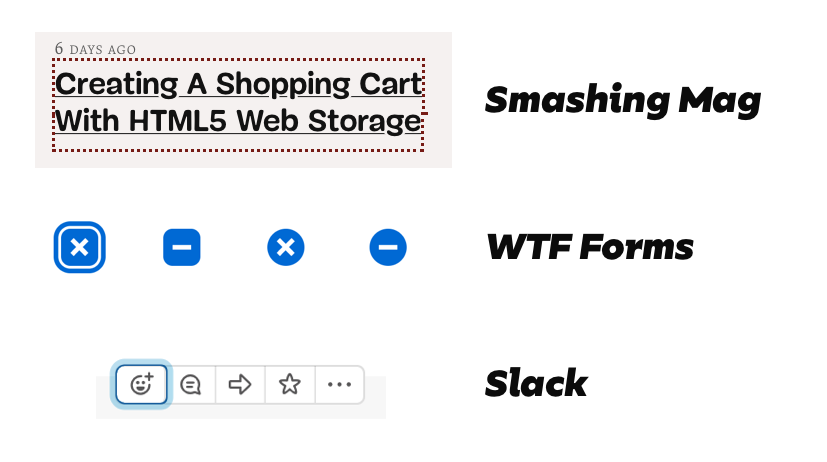 6 DAYS AGO
Creating A Shopping Cart
With HTML5 Web Storage
Smashing Mag
WTF Forms
Slack